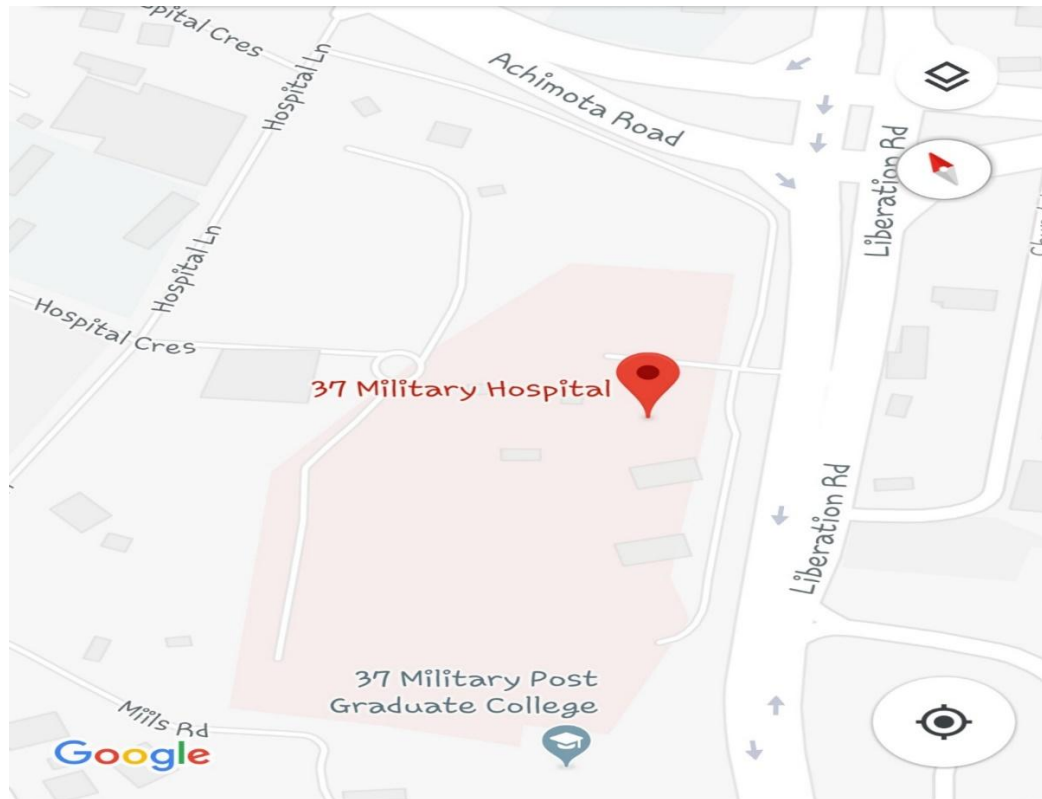 spital Cres
Hospital Ln
Achimota Road
Liberation Rd
Hospital Ln
Hospital Cres
37 Military Hospital
Liberation Rd
37 Military Post
Graduate College
Mills Rd
Google